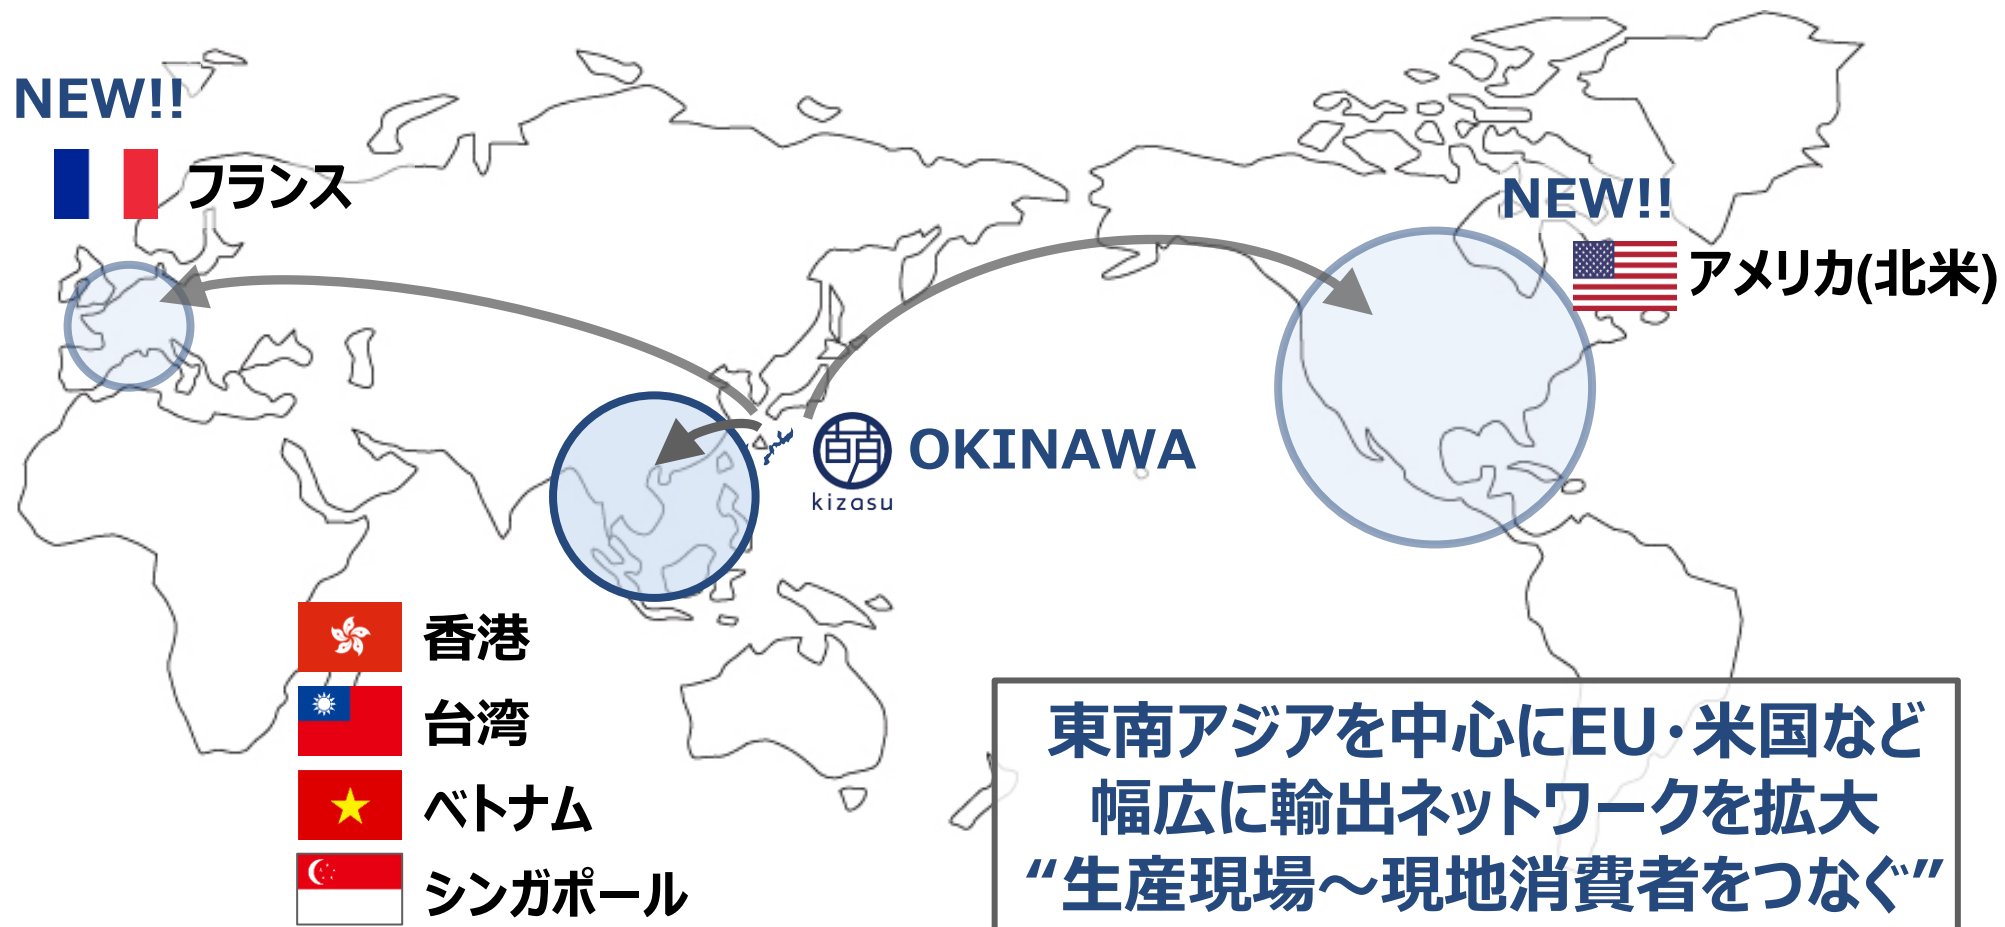 NEW!!
フランス
NEW!!
アメリカ(北米)
萌
kizasu
OKINAWA
香港
台湾
ベトナム
シンガポール
東南アジアを中心にEU・米国など
幅広に輸出ネットワークを拡大
“生産現場～現地消費者をつなぐ”